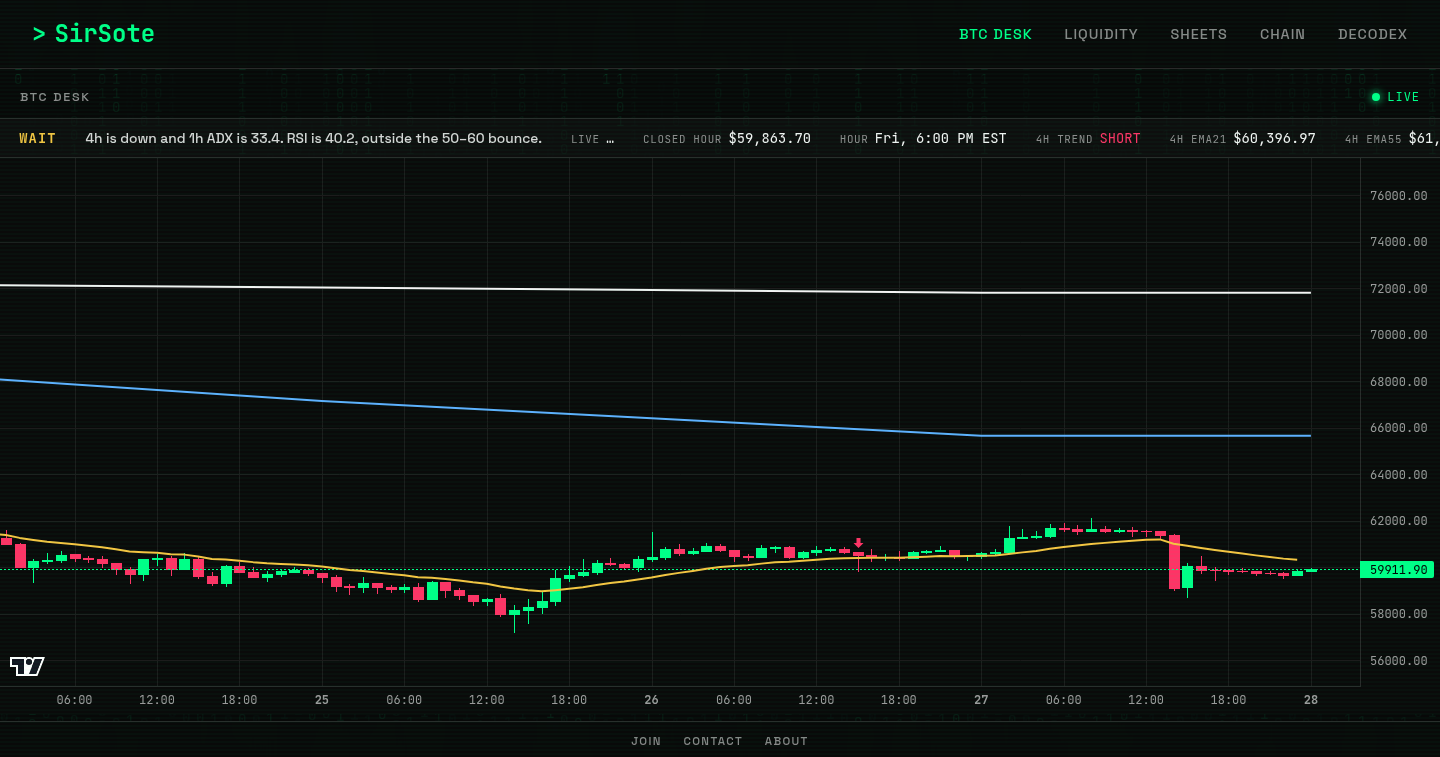 > SirSote
BTC DESK LIQUIDITY SHEETS CHAIN DECODEX
BTC DESK
LIVE
WAIT 4h is down and 1h ADX is 33.4. RSI is 40.2, outside the 50–60 bounce. LIVE … CLOSED HOUR $59,863.70 HOUR Fri, 6:00 PM EST 4H TREND SHORT 4H EMA21 $60,396.97 4H EMA55 $61,
76000.00
74000.00
72000.00
70000.00
68000.00
66000.00
64000.00
62000.00
59911.90
58000.00
56000.00
06:00 12:00 18:00 25 06:00 12:00 18:00 26 06:00 12:00 18:00 27 06:00 12:00 18:00 28
JOIN CONTACT ABOUT